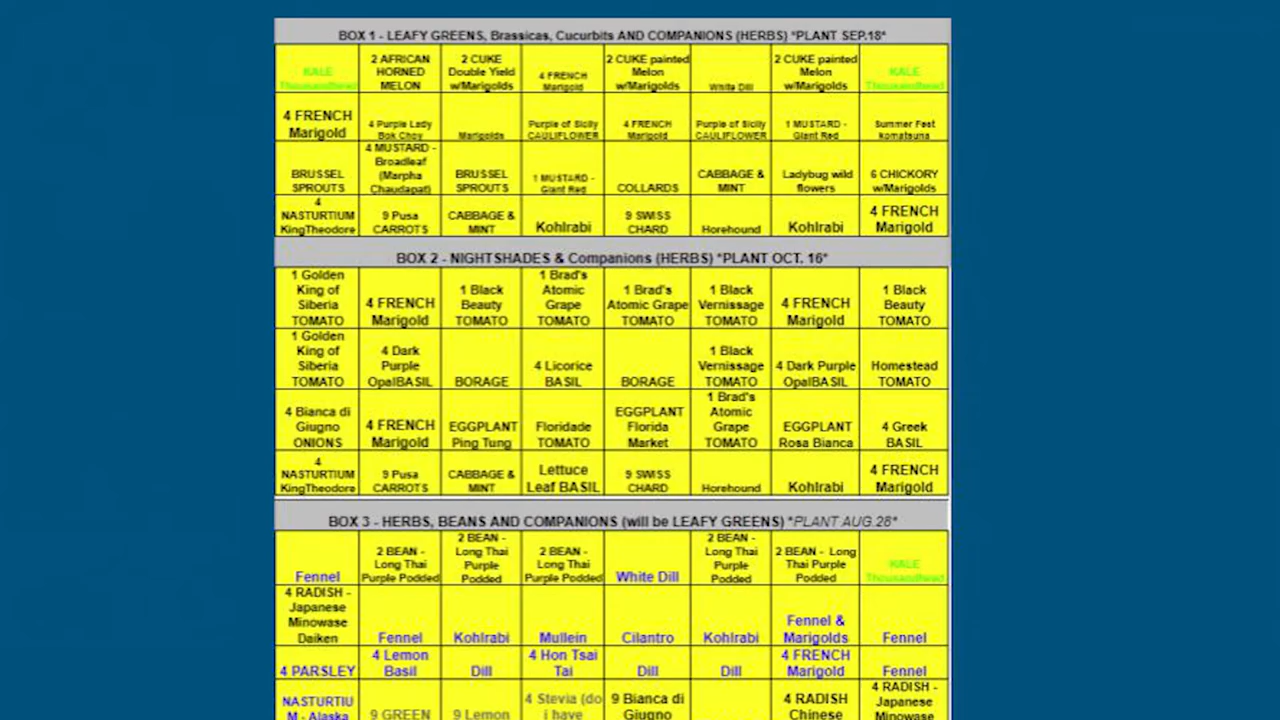 BOX 1 - LEAFY GREENS, Brassicas, Cucurbits AND COMPANIONS (HERBS) *PLANT SEP.18*
KALE Thousandhead
2 AFRICAN HORNED MELON
2 CUKE Double Yield w/Marigolds
4 FRENCH Marigold
2 CUKE painted Melon w/Marigolds
White Dill
2 CUKE painted Melon w/Marigolds
KALE Thousandhead
4 FRENCH Marigold
4 Purple Lady Bok Choy
Marigolds
Purple of Sicily CAULIFLOWER
4 FRENCH Marigold
Purple of Sicily CAULIFLOWER
1 MUSTARD - Giant Red
Summer Fest komatsuna
BRUSSEL SPROUTS
4 MUSTARD - Broadleaf (Marpha Chaudapat)
BRUSSEL SPROUTS
1 MUSTARD - Giant Red
COLLARDS
CABBAGE & MINT
Ladybug wild flowers
6 CHICKORY w/Marigolds
4 NASTURTIUM KingTheodore
9 Pusa CARROTS
CABBAGE & MINT
Kohlrabi
9 SWISS CHARD
Horehound
Kohlrabi
4 FRENCH Marigold
BOX 2 - NIGHTSHADES & Companions (HERBS) *PLANT OCT. 16*
1 Golden King of Siberia TOMATO
4 FRENCH Marigold
1 Black Beauty TOMATO
1 Brad's Atomic Grape TOMATO
1 Brad's Atomic Grape TOMATO
1 Black Vernissage TOMATO
4 FRENCH Marigold
1 Black Beauty TOMATO
1 Golden King of Siberia TOMATO
4 Dark Purple OpalBASIL
BORAGE
4 Licorice BASIL
BORAGE
1 Black Vernissage TOMATO
4 Dark Purple OpalBASIL
Homestead TOMATO
4 Bianca di Giugno ONIONS
4 FRENCH Marigold
EGGPLANT Ping Tung
Floridade TOMATO
EGGPLANT Florida Market
1 Brad's Atomic Grape TOMATO
EGGPLANT Rosa Bianca
4 Greek BASIL
4 NASTURTIUM KingTheodore
9 Pusa CARROTS
CABBAGE & MINT
Lettuce Leaf BASIL
9 SWISS CHARD
Horehound
Kohlrabi
4 FRENCH Marigold
BOX 3 - HERBS, BEANS AND COMPANIONS (will be LEAFY GREENS) *PLANT AUG.28*
Fennel
2 BEAN - Long Thai Purple Podded
2 BEAN - Long Thai Purple Podded
2 BEAN - Long Thai Purple Podded
White Dill
2 BEAN - Long Thai Purple Podded
2 BEAN - Long Thai Purple Podded
KALE Thousandhead
4 RADISH - Japanese Minowase Daiken
Fennel
Kohlrabi
Mullein
Cilantro
Kohlrabi
Fennel & Marigolds
Fennel
4 PARSLEY
4 Lemon Basil
Dill
4 Hon Tsai Tai
Dill
Dill
4 FRENCH Marigold
Fennel
NASTURTIUM - Alaska
9 GREEN
9 Lemon
4 Stevia (do i have
9 Bianca di Giugno
4 RADISH Chinese
4 RADISH - Japanese Minowase